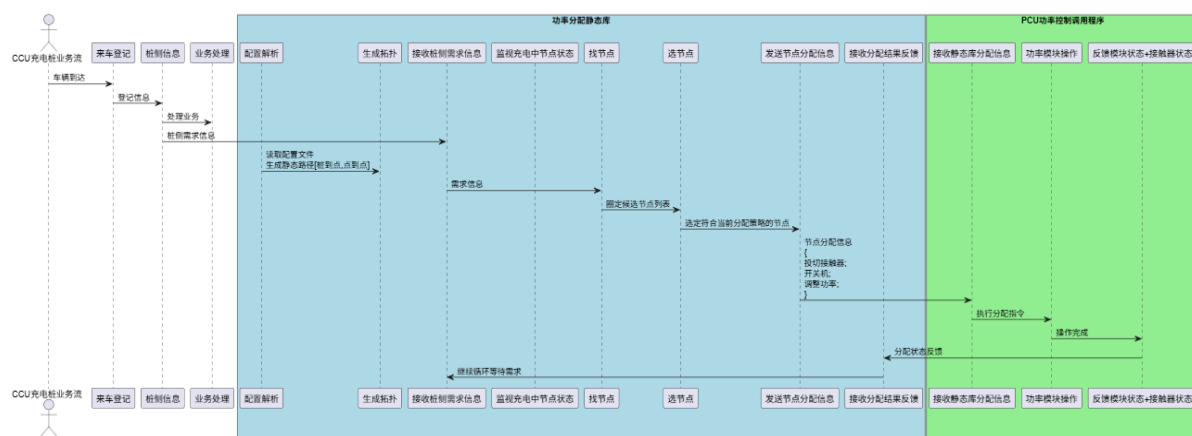 功率分配静态库
PCU功率控制调用程序
CCU充电桩业务流
来车登记
桩侧信息
业务处理
配置解析
生成拓扑
接收桩侧需求信息
监视充电中节点状态
找节点
选节点
发送节点分配信息
接收分配结果反馈
接收静态库分配信息
功率模块操作
反馈模块状态+接触器状态
车辆到达
登记信息
处理业务
桩侧需求信息
读取配置文件
生成静态路径[桩到点,点到点]
需求信息
圈定候选节点列表
选定符合当前分配策略的节点
节点分配信息
{
投切接触器;
开关机;
调整功率;
}
执行分配指令
操作完成
分配状态反馈
继续循环等待需求
CCU充电桩业务流
来车登记
桩侧信息
业务处理
配置解析
生成拓扑
接收桩侧需求信息
监视充电中节点状态
找节点
选节点
发送节点分配信息
接收分配结果反馈
接收静态库分配信息
功率模块操作
反馈模块状态+接触器状态